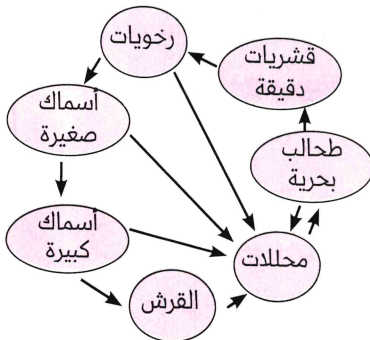 رخويات
قشريات
دقيقة
أسماك
صغيرة
طحالب
بحرية
أسماك
كبيرة
محللات
القرش